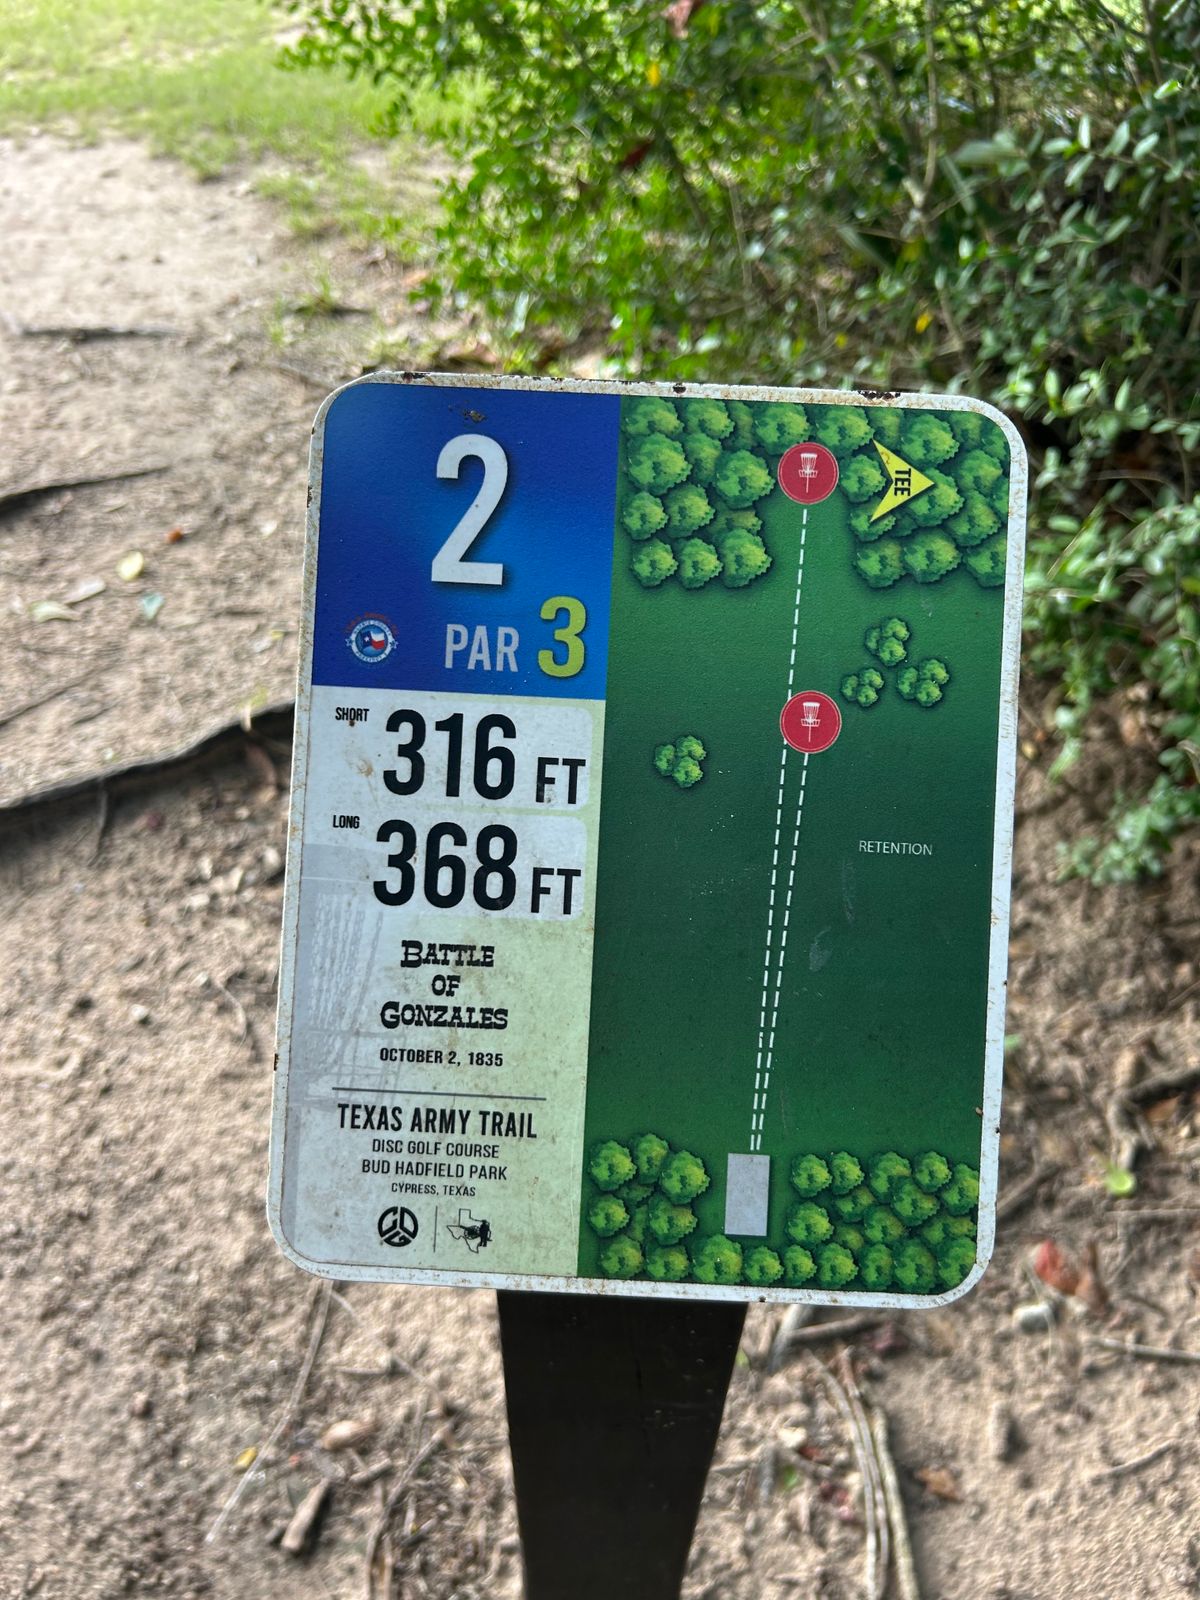 2
PAR 3
SHORT
316 FT
LONG
368 FT
BATTLE
OF
GONZALES
OCTOBER 2, 1835
TEXAS ARMY TRAIL
DISC GOLF COURSE
BUD HADFIELD PARK
CYPRESS, TEXAS
TEE
RETENTION